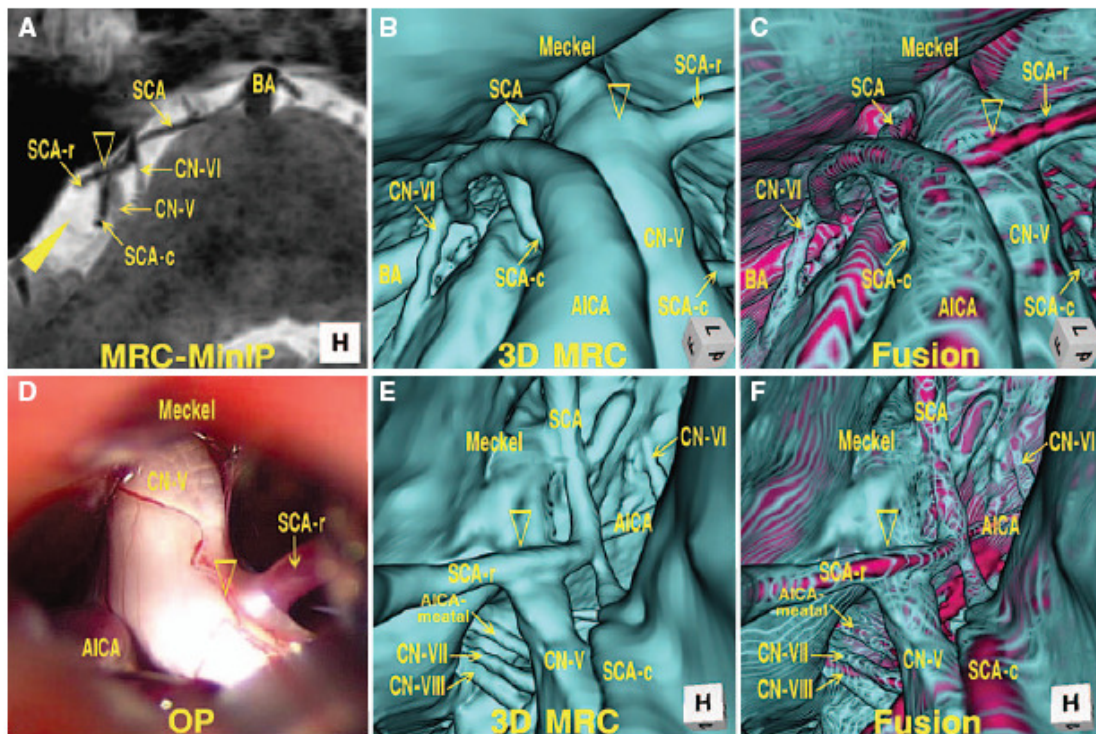 A
BA
SCA
SCA-r
CN-VI
CN-V
SCA-c
MRC-MinIP
H
B
Meckel
SCA-r
SCA
CN-VI
CN-V
BA
SCA-c
AICA
SCA-c
L
P
F
3D MRC
C
Meckel
SCA-r
SCA
CN-VI
CN-V
BA
SCA-c
AICA
SCA-c
L
P
F
Fusion
D
Meckel
CN-V
SCA-r
AICA
OP
E
SCA
CN-VI
Meckel
AICA
SCA-r
AICA-
meatal
CN-VII
CN-V
CN-VIII
SCA-c
H
3D MRC
F
SCA
CN-VI
Meckel
AICA
SCA-r
AICA-
meatal
CN-VII
CN-V
CN-VIII
SCA-c
H
Fusion